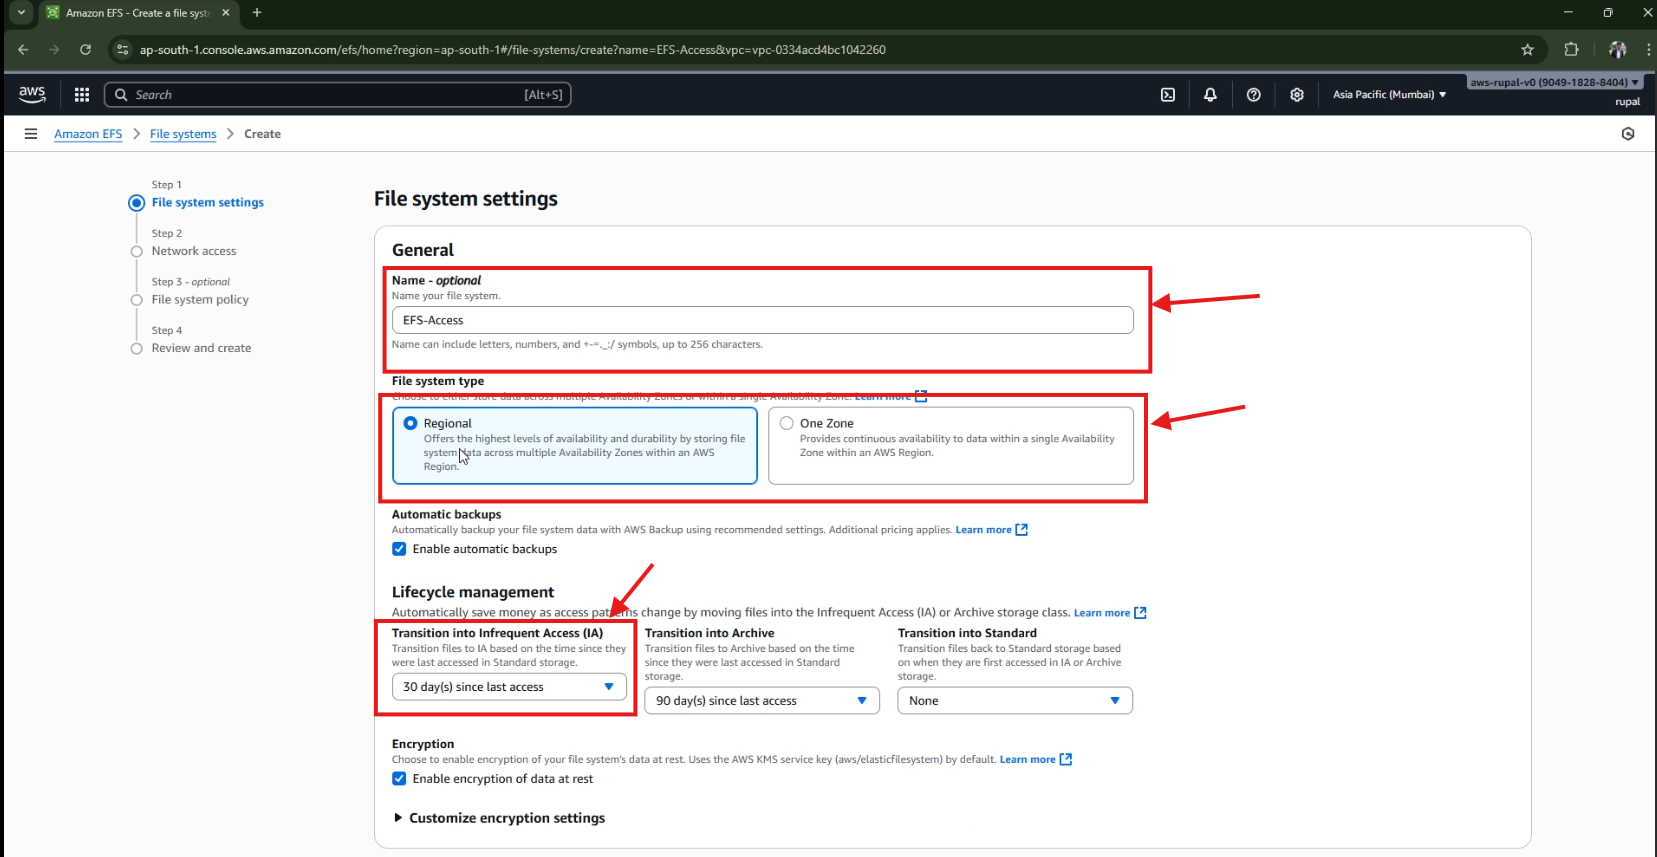 Amazon EFS - Create a file syst
ap-south-1.console.aws.amazon.com/efs/home?region=ap-south-1#/file-systems/create?name=EFS-Access&vpc=vpc-0334acd4bc1042260
aws
Search
[Alt+S]
Asia Pacific (Mumbai)
aws-rupal-v0 (9049-1828-8404)
rupal
Amazon EFS
File systems
Create
Step 1
File system settings
Step 2
Network access
Step 3 - optional
File system policy
Step 4
Review and create
File system settings
General
Name - optional
Name your file system.
EFS-Access
Name can include letters, numbers, and +-=._:/ symbols, up to 256 characters.
File system type
Choose to either store data across multiple Availability Zones or within a single Availability Zone. Learn more
Regional
Offers the highest levels of availability and durability by storing file
system data across multiple Availability Zones within an AWS
Region.
One Zone
Provides continuous availability to data within a single Availability
Zone within an AWS Region.
Automatic backups
Automatically backup your file system data with AWS Backup using recommended settings. Additional pricing applies. Learn more
Enable automatic backups
Lifecycle management
Automatically save money as access patterns change by moving files into the Infrequent Access (IA) or Archive storage class. Learn more
Transition into Infrequent Access (IA)
Transition files to IA based on the time since they
were last accessed in Standard storage.
30 day(s) since last access
Transition into Archive
Transition files to Archive based on the time
since they were last accessed in Standard
storage.
90 day(s) since last access
Transition into Standard
Transition files back to Standard storage based
on when they are first accessed in IA or Archive
storage.
None
Encryption
Choose to enable encryption of your file system's data at rest. Uses the AWS KMS service key (aws/elasticfilesystem) by default. Learn more
Enable encryption of data at rest
Customize encryption settings